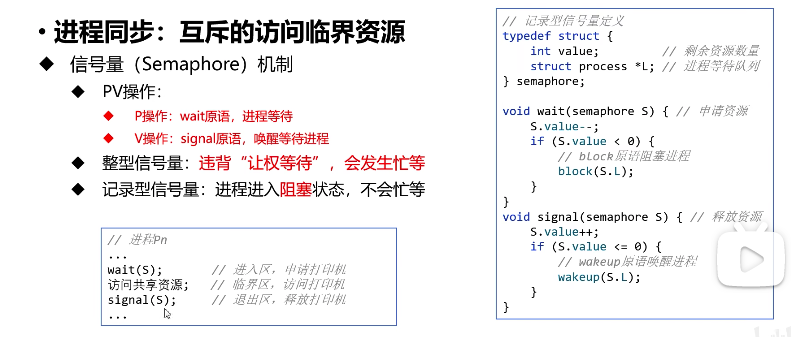 • 进程同步：互斥的访问临界资源
◆ 信号量（Semaphore）机制
◆ PV操作：
◆ P操作：wait原语，进程等待
◆ V操作：signal原语，唤醒等待进程
◆ 整型信号量：违背“让权等待”，会发生忙等
◆ 记录型信号量：进程进入阻塞状态，不会忙等
// 进程Pn
...
wait(S); // 进入区，申请打印机
访问共享资源; // 临界区，访问打印机
signal(S); // 退出区，释放打印机
...
// 记录型信号量定义
typedef struct {
int value; // 剩余资源数量
struct process *L; // 进程等待队列
} semaphore;
void wait(semaphore S) { // 申请资源
S.value--;
if (S.value < 0) {
// block原语阻塞进程
block(S.L);
}
}
void signal(semaphore S) { // 释放资源
S.value++;
if (S.value <= 0) {
// wakeup原语唤醒进程
wakeup(S.L);
}
}